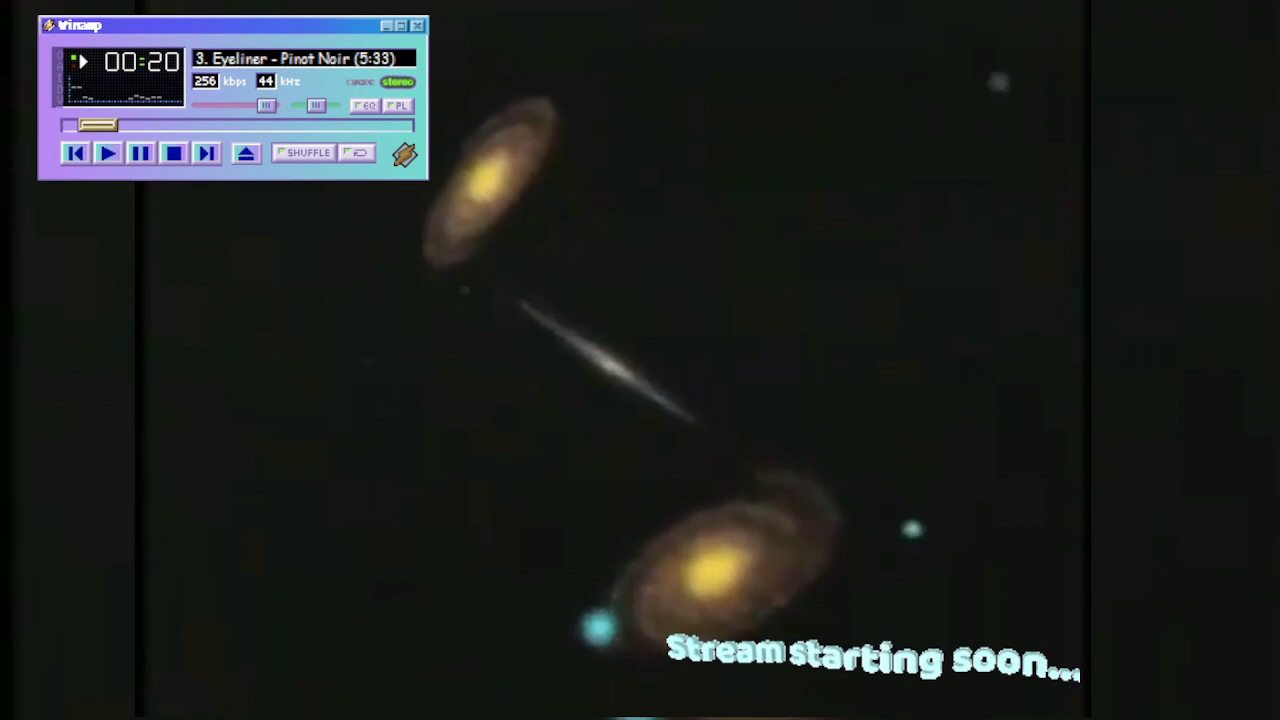 Winamp
00:20
3. Eyeliner - Pinot Noir (5:33)
256 kbps 44 kHz stereo
EQ PL
SHUFFLE
Stream starting soon...